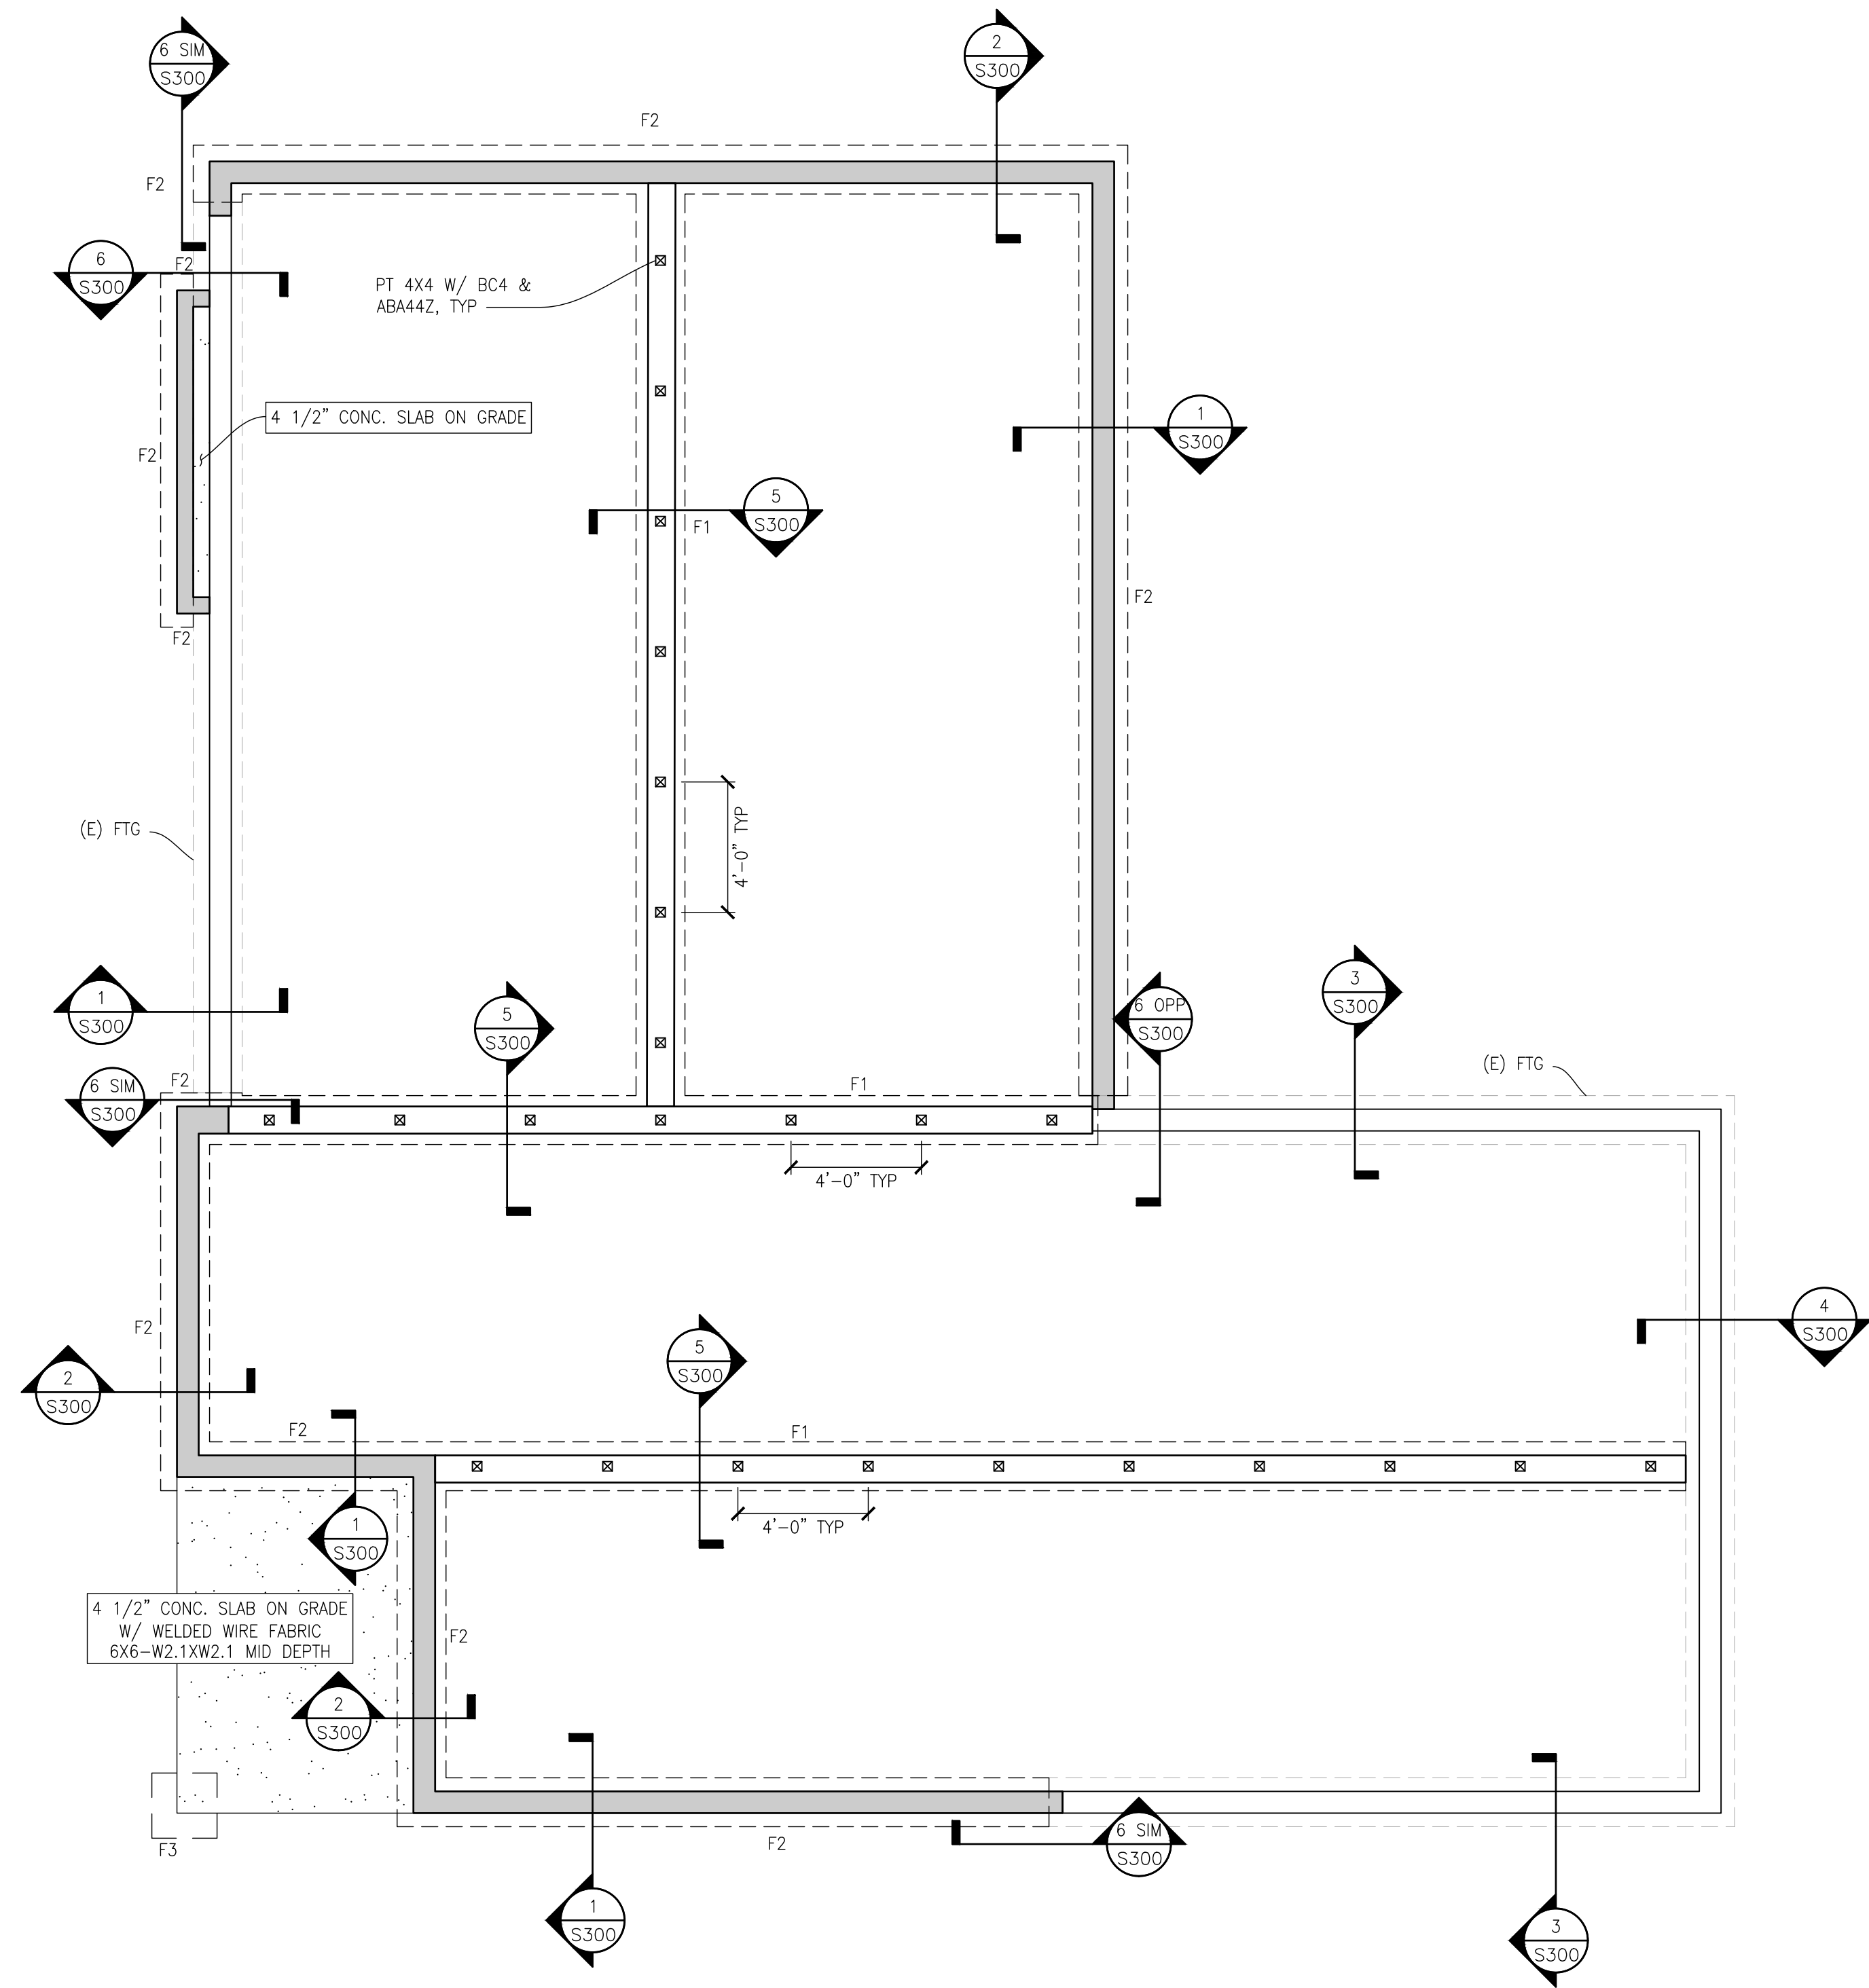 6 SIM
S300
2
S300
F2
F2
6
S300
F2
PT 4X4 W/ BC4 &
ABA44Z, TYP
4 1/2" CONC. SLAB ON GRADE
1
S300
F2
5
S300
F1
F2
F2
(E) FTG
4'-0" TYP
1
S300
5
S300
6 OPP
S300
3
S300
(E) FTG
6 SIM
S300
F2
F1
4'-0" TYP
F2
4
S300
2
S300
5
S300
F2
F1
1
S300
4'-0" TYP
4 1/2" CONC. SLAB ON GRADE
W/ WELDED WIRE FABRIC
6X6-W2.1XW2.1 MID DEPTH
F2
2
S300
F3
F2
6 SIM
S300
1
S300
3
S300